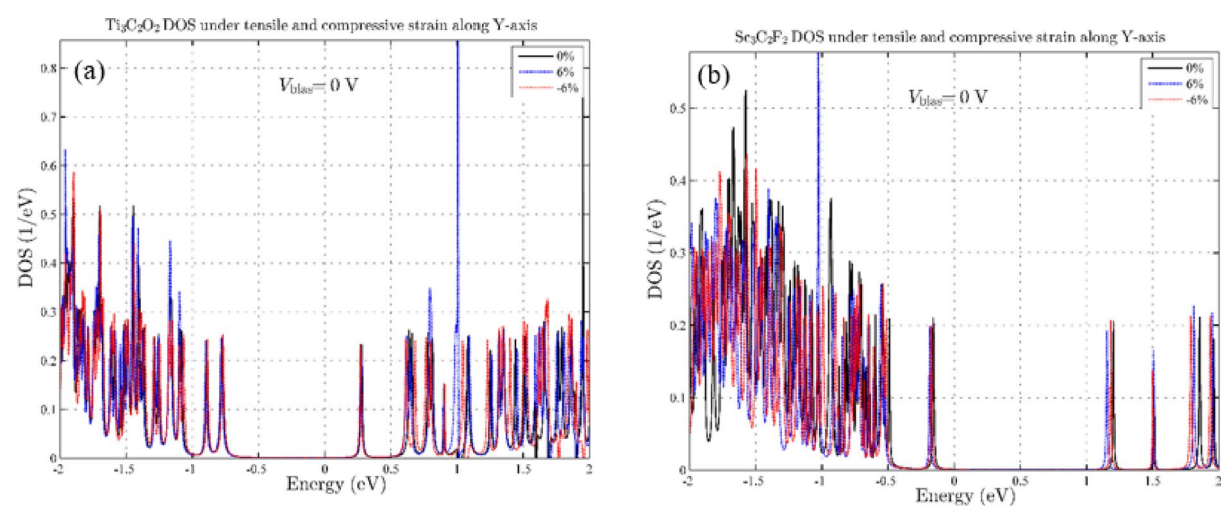 Ti₃C₂O₂ DOS under tensile and compressive strain along Y-axis
(a)
V_bias= 0 V
0%
6%
-6%
0.8
0.7
0.6
0.5
0.4
0.3
0.2
0.1
0
DOS (1/eV)
-2 -1.5 -1 -0.5 0 0.5 1 1.5 2
Energy (eV)
Sc₃C₂F₂ DOS under tensile and compressive strain along Y-axis
(b)
V_bias= 0 V
0%
6%
-6%
0.5
0.4
0.3
0.2
0.1
0
DOS (1/eV)
-2 -1.5 -1 -0.5 0 0.5 1 1.5 2
Energy (eV)